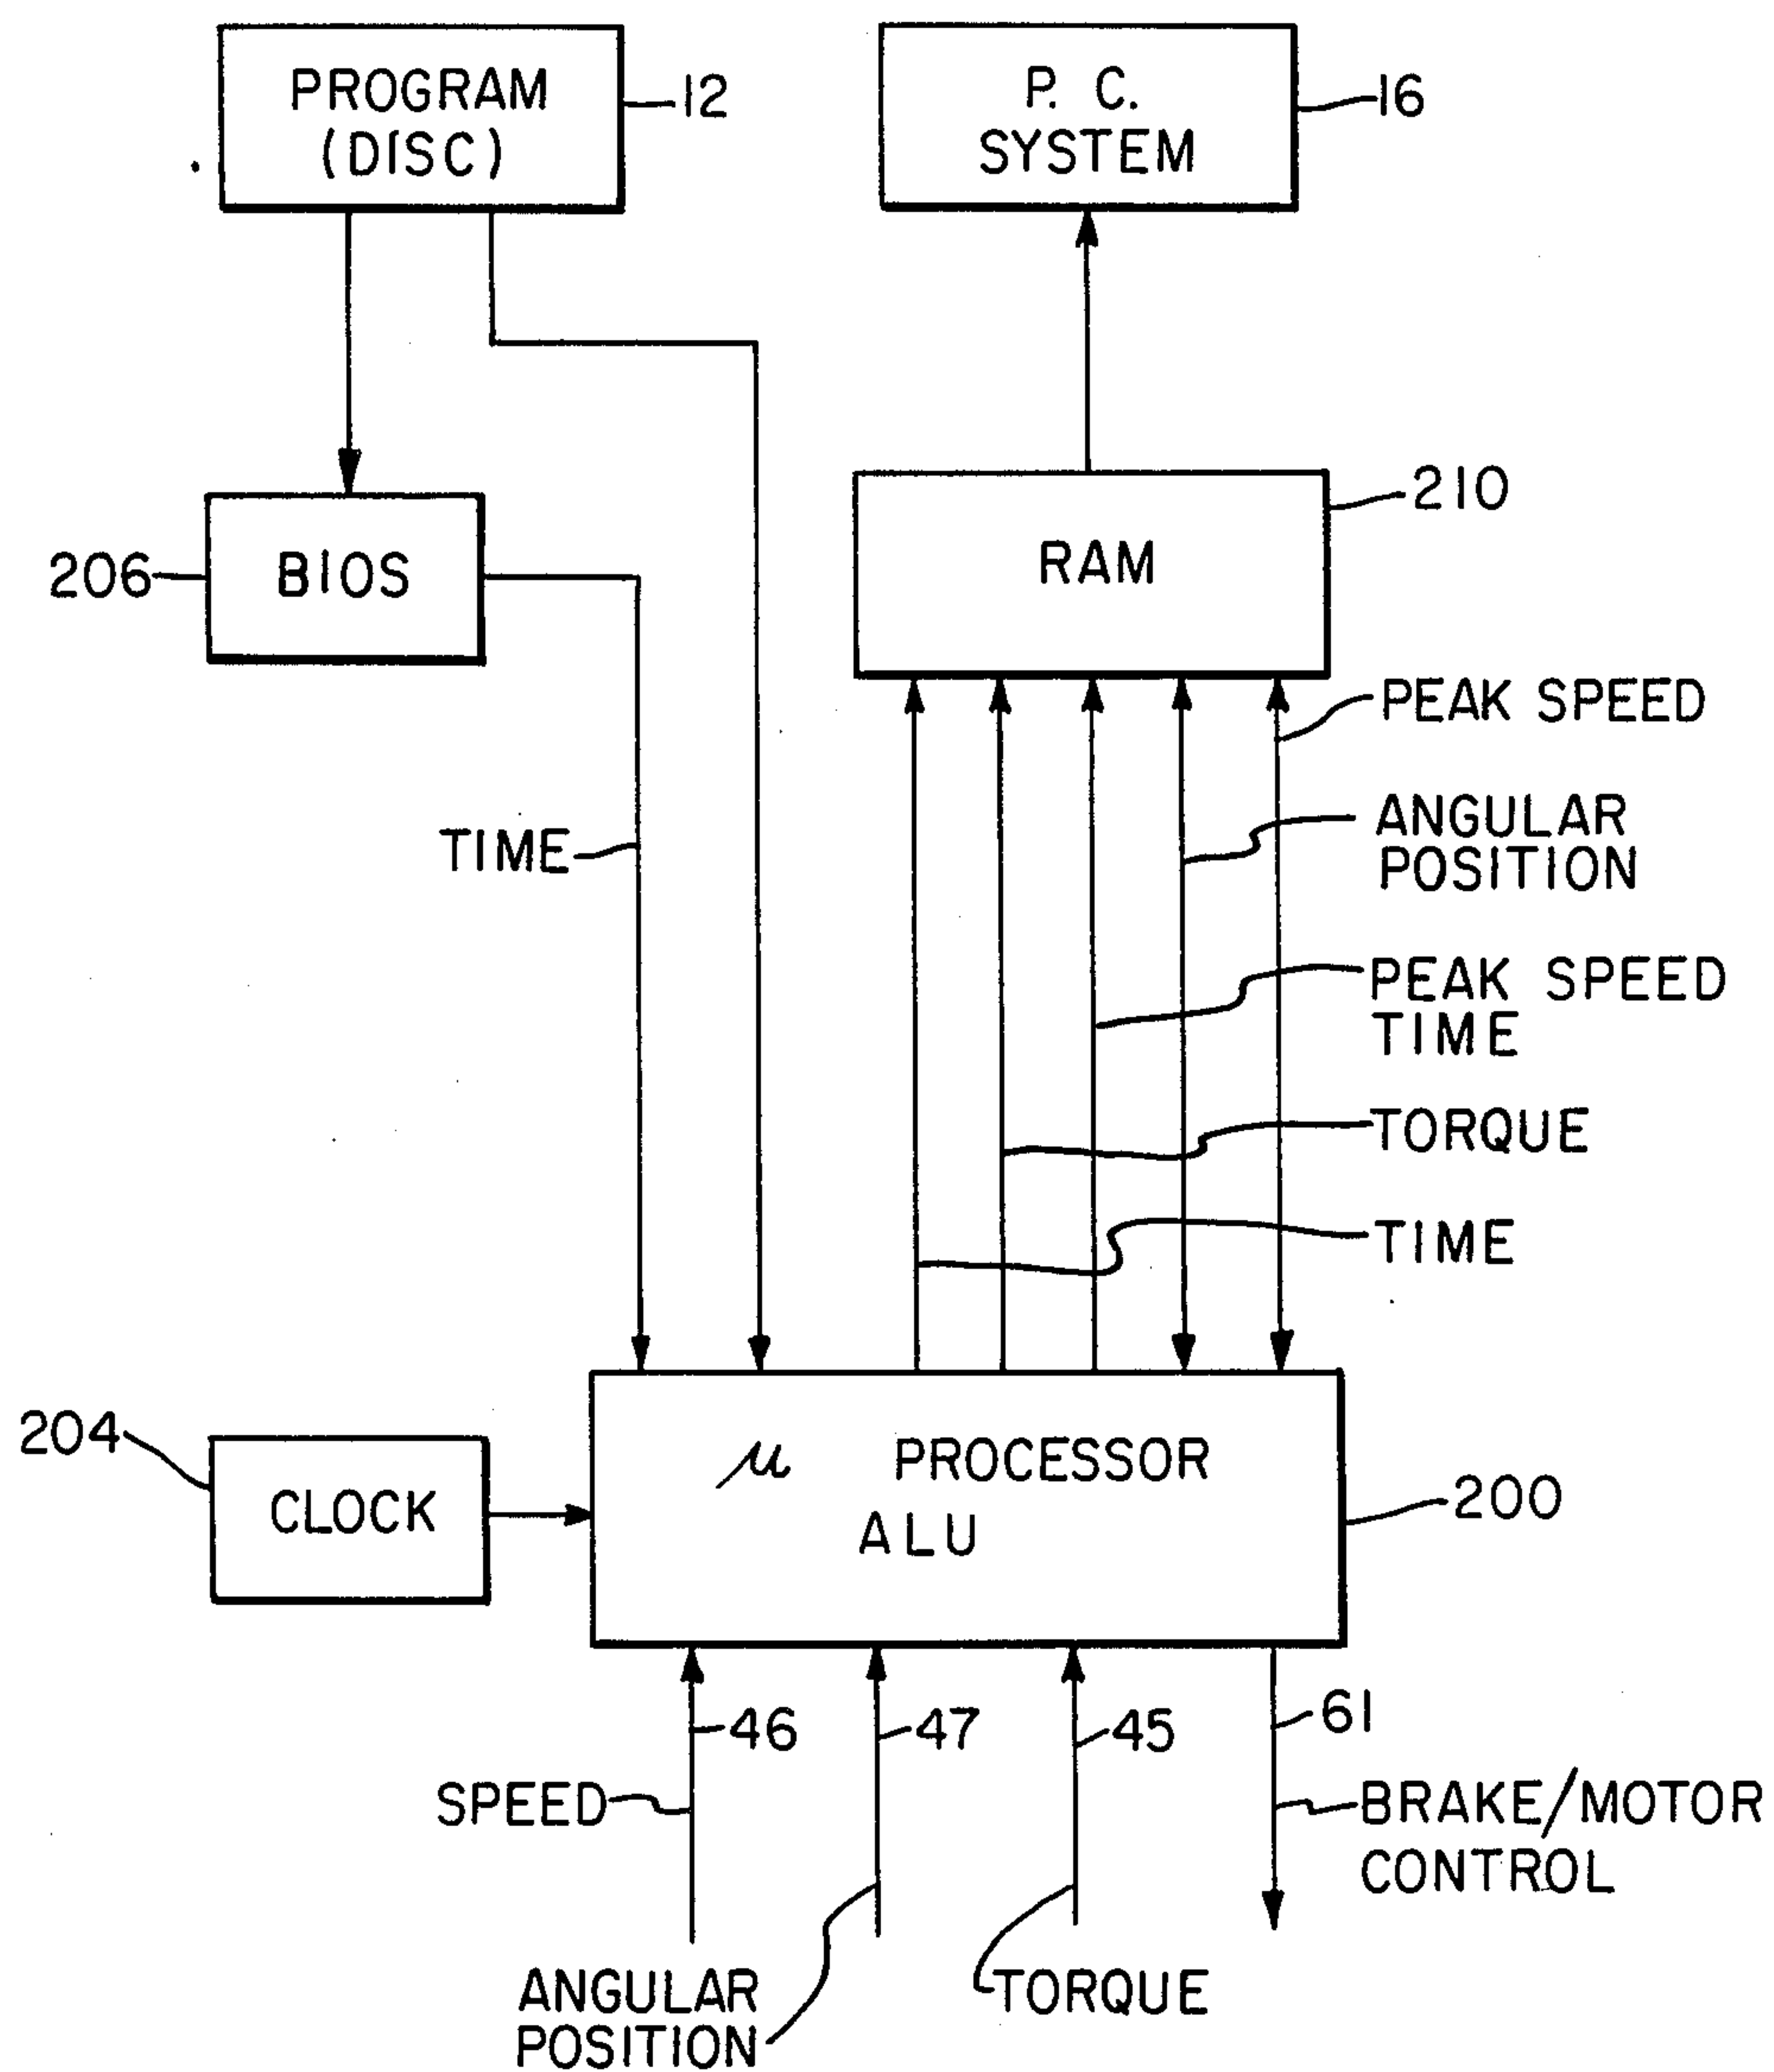 PROGRAM
(DISC)
12
P. C.
SYSTEM
16
206
BIOS
RAM
210
PEAK SPEED
ANGULAR
POSITION
TIME
PEAK SPEED
TIME
TORQUE
TIME
204
CLOCK
μ PROCESSOR
ALU
200
46
47
45
61
SPEED
BRAKE/MOTOR
CONTROL
ANGULAR
POSITION
TORQUE